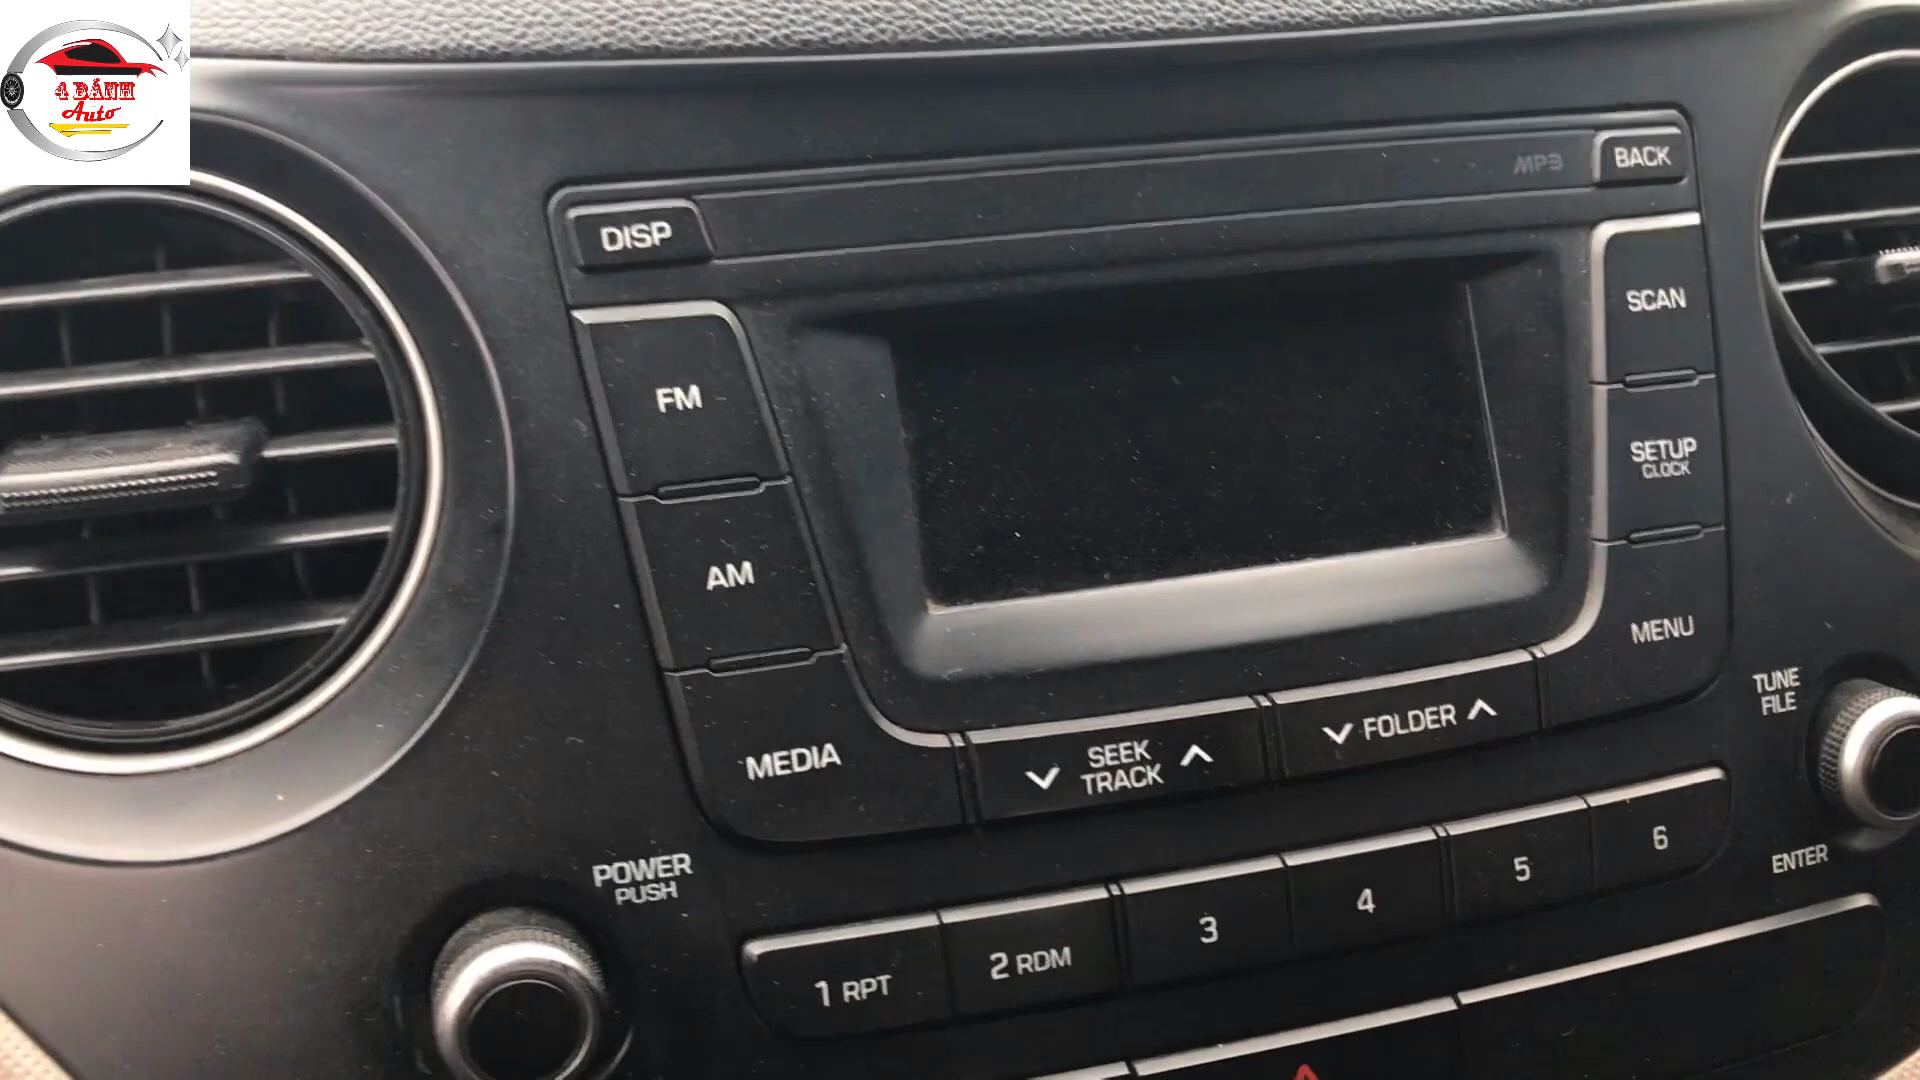 4 BÁNH
Auto
MP3
BACK
DISP
SCAN
FM
SETUP
CLOCK
AM
MENU
MEDIA
SEEK
TRACK
FOLDER
TUNE
FILE
POWER
PUSH
ENTER
1 RPT
2 RDM
3
4
5
6